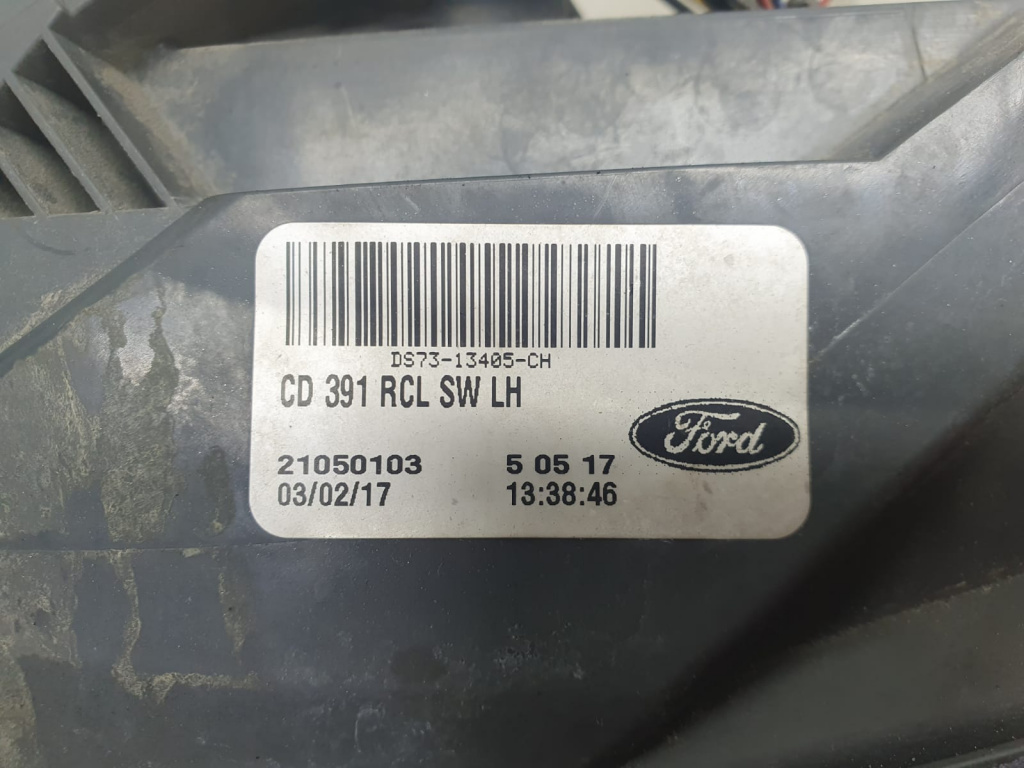 DS73-13405-CH
CD 391 RCL SW LH
Ford
21050103 5 05 17
03/02/17 13:38:46